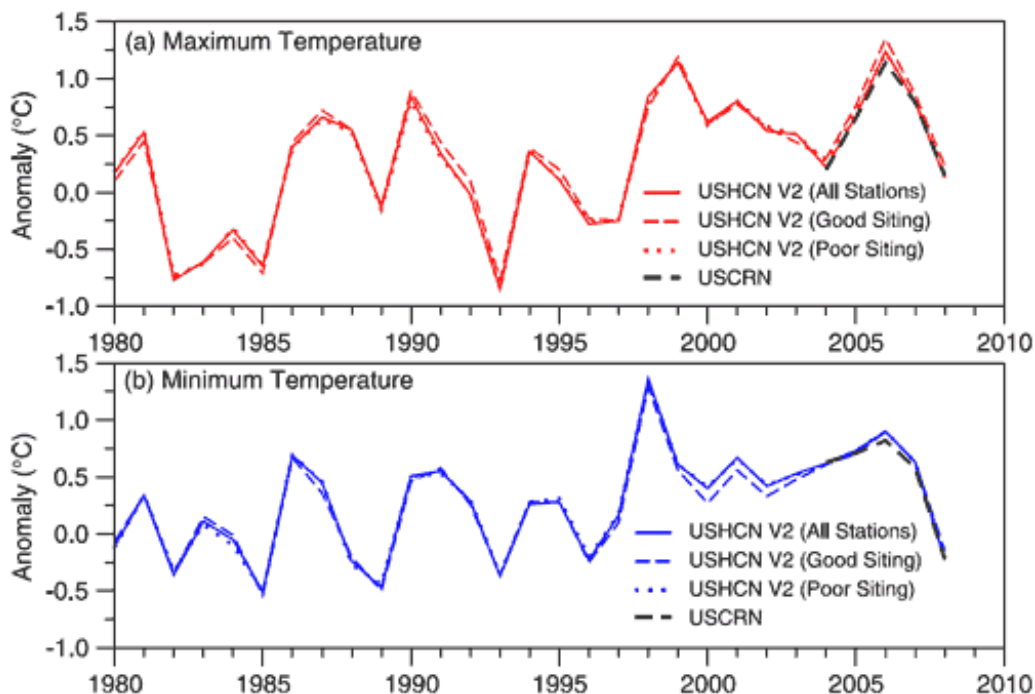 (a) Maximum Temperature
Anomaly (°C)
1.5
1.0
0.5
0.0
-0.5
-1.0
USHCN V2 (All Stations)
USHCN V2 (Good Siting)
USHCN V2 (Poor Siting)
USCRN
1980 1985 1990 1995 2000 2005 2010
(b) Minimum Temperature
Anomaly (°C)
1.5
1.0
0.5
0.0
-0.5
-1.0
USHCN V2 (All Stations)
USHCN V2 (Good Siting)
USHCN V2 (Poor Siting)
USCRN
1980 1985 1990 1995 2000 2005 2010